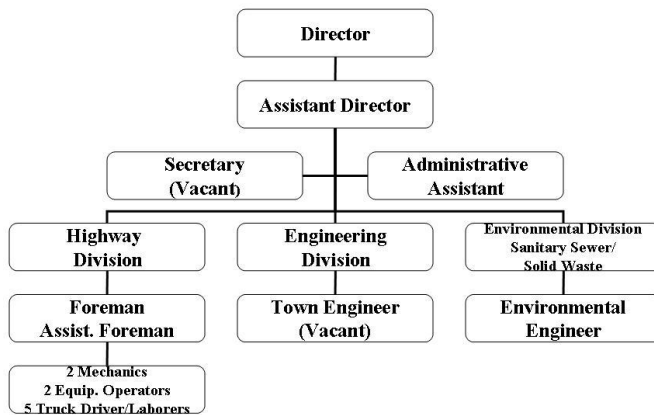 Director
Assistant Director
Secretary
(Vacant)
Administrative
Assistant
Highway
Division
Engineering
Division
Environmental Division
Sanitary Sewer/
Solid Waste
Foreman
Assist. Foreman
Town Engineer
(Vacant)
Environmental
Engineer
2 Mechanics
2 Equip. Operators
5 Truck Driver/Laborers